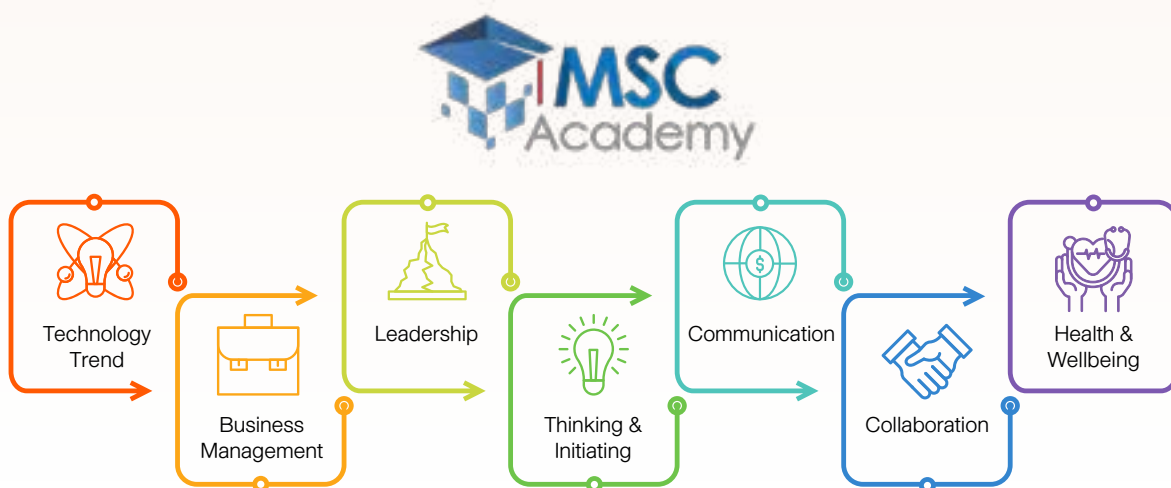 MSC
Academy
Technology
Trend
Business
Management
Leadership
Thinking &
Initiating
$
Communication
Collaboration
Health &
Wellbeing